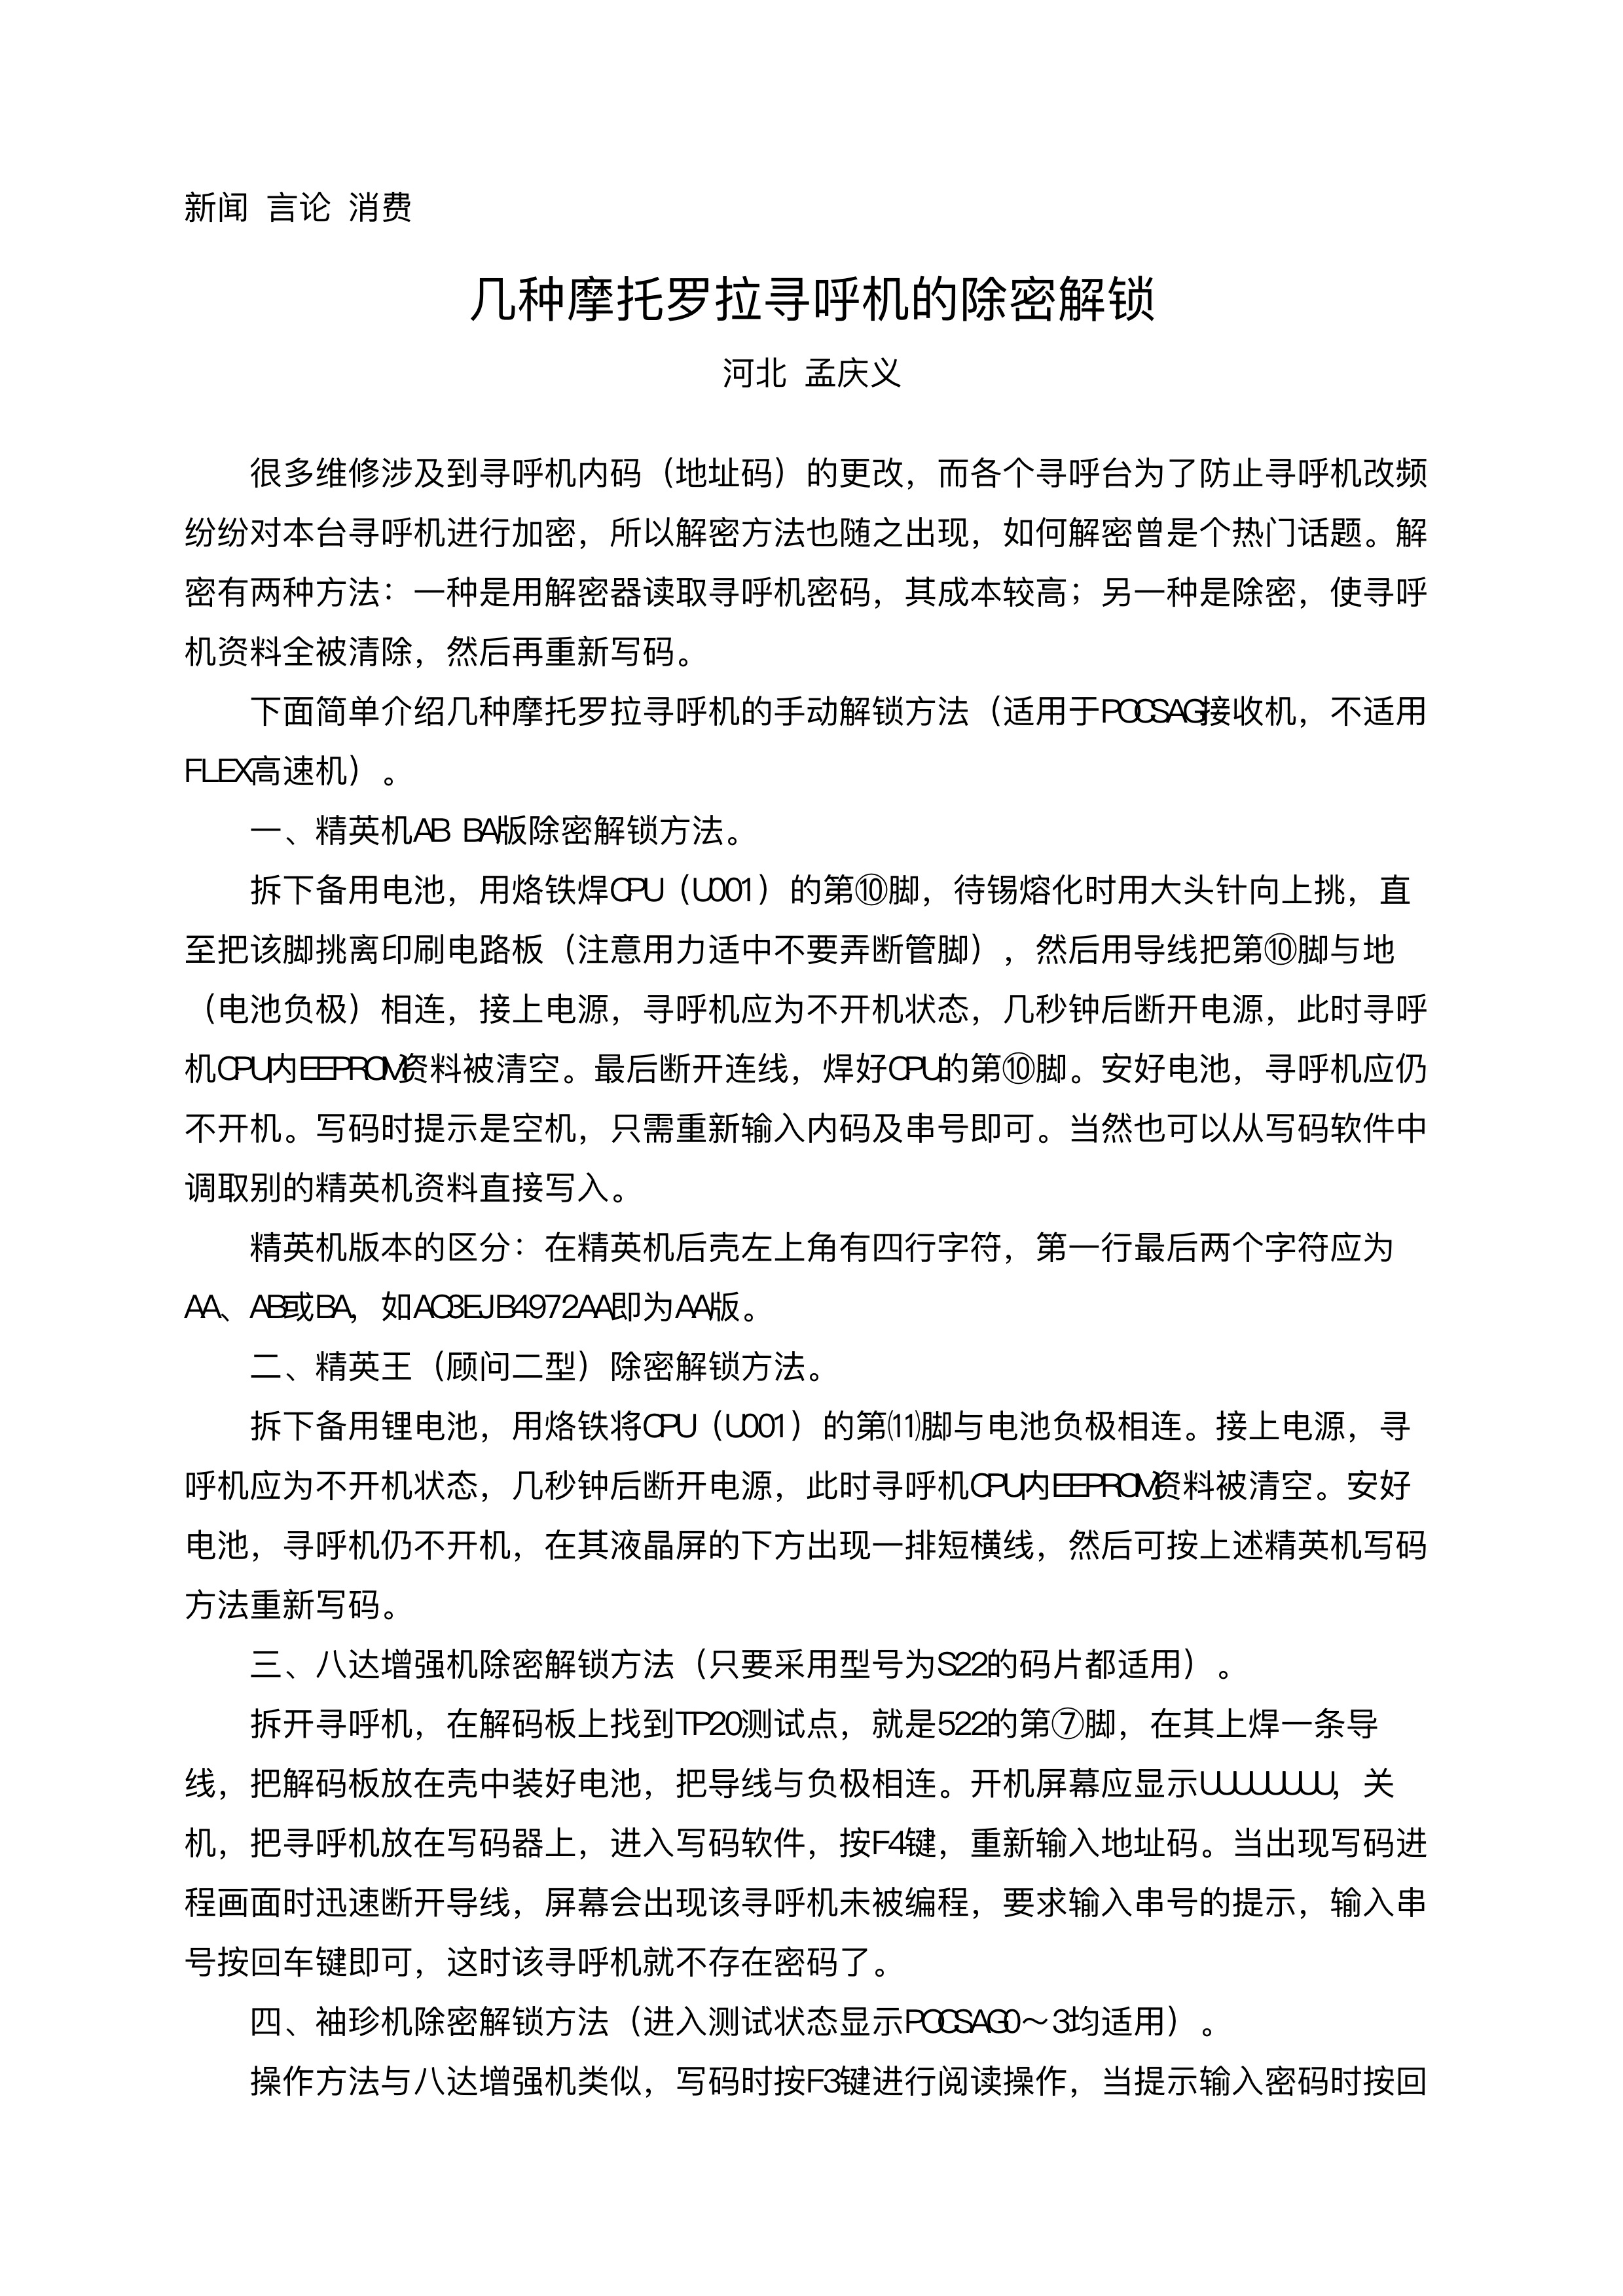 新闻 言论 消费
几种摩托罗拉寻呼机的除密解锁
河北 孟庆义
很多维修涉及到寻呼机内码（地址码）的更改，而各个寻呼台为了防止寻呼机改频
纷纷对本台寻呼机进行加密，所以解密方法也随之出现，如何解密曾是个热门话题。解
密有两种方法：一种是用解密器读取寻呼机密码，其成本较高；另一种是除密，使寻呼
机资料全被清除，然后再重新写码。
下面简单介绍几种摩托罗拉寻呼机的手动解锁方法（适用于POCSAG接收机，不适用
FLEX高速机）。
一、精英机AB BA版除密解锁方法。
拆下备用电池，用烙铁焊CPU（U001）的第⑩脚，待锡熔化时用大头针向上挑，直
至把该脚挑离印刷电路板（注意用力适中不要弄断管脚），然后用导线把第⑩脚与地
（电池负极）相连，接上电源，寻呼机应为不开机状态，几秒钟后断开电源，此时寻呼
机CPU内EEPROM资料被清空。最后断开连线，焊好CPU的第⑩脚。安好电池，寻呼机应仍
不开机。写码时提示是空机，只需重新输入内码及串号即可。当然也可以从写码软件中
调取别的精英机资料直接写入。
精英机版本的区分：在精英机后壳左上角有四行字符，第一行最后两个字符应为
AA、AB或BA，如AO3EJB4972AA即为AA版。
二、精英王（顾问二型）除密解锁方法。
拆下备用锂电池，用烙铁将CPU（U001）的第⑾脚与电池负极相连。接上电源，寻
呼机应为不开机状态，几秒钟后断开电源，此时寻呼机CPU内EEPROM资料被清空。安好
电池，寻呼机仍不开机，在其液晶屏的下方出现一排短横线，然后可按上述精英机写码
方法重新写码。
三、八达增强机除密解锁方法（只要采用型号为S22的码片都适用）。
拆开寻呼机，在解码板上找到TP20测试点，就是522的第⑦脚，在其上焊一条导
线，把解码板放在壳中装好电池，把导线与负极相连。开机屏幕应显示UUUUUUUU，关
机，把寻呼机放在写码器上，进入写码软件，按F4键，重新输入地址码。当出现写码进
程画面时迅速断开导线，屏幕会出现该寻呼机未被编程，要求输入串号的提示，输入串
号按回车键即可，这时该寻呼机就不存在密码了。
四、袖珍机除密解锁方法（进入测试状态显示POCSAG0～3均适用）。
操作方法与八达增强机类似，写码时按F3键进行阅读操作，当提示输入密码时按回